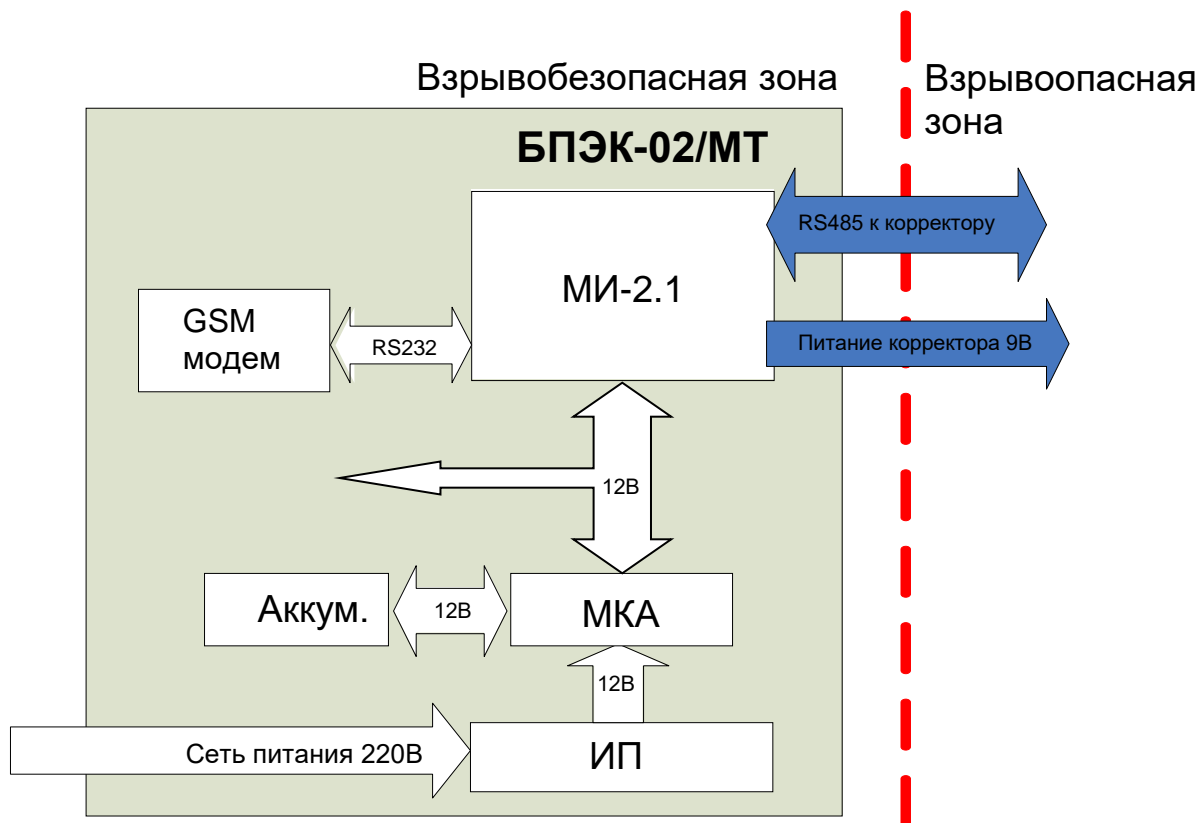 Взрывобезопасная зона
Взрывоопасная
зона
БПЭК-02/МТ
RS485 к корректору
МИ-2.1
GSM
модем
RS232
Питание корректора 9В
12В
Аккум.
12В
МКА
12В
Сеть питания 220В
ИП